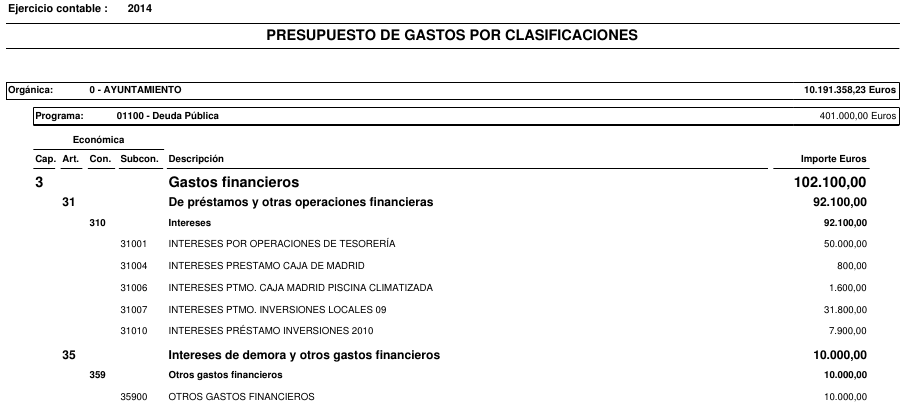 Ejercicio contable : 2014
PRESUPUESTO DE GASTOS POR CLASIFICACIONES
Orgánica: 0 - AYUNTAMIENTO 10.191.358,23 Euros
Programa: 01100 - Deuda Pública 401.000,00 Euros
Económica
Cap. Art. Con. Subcon. Descripción Importe Euros
3 Gastos financieros 102.100,00
31 De préstamos y otras operaciones financieras 92.100,00
310 Intereses 92.100,00
31001 INTERESES POR OPERACIONES DE TESORERÍA 50.000,00
31004 INTERESES PRESTAMO CAJA DE MADRID 800,00
31006 INTERESES PTMO. CAJA MADRID PISCINA CLIMATIZADA 1.600,00
31007 INTERESES PTMO. INVERSIONES LOCALES 09 31.800,00
31010 INTERESES PRÉSTAMO INVERSIONES 2010 7.900,00
35 Intereses de demora y otros gastos financieros 10.000,00
359 Otros gastos financieros 10.000,00
35900 OTROS GASTOS FINANCIEROS 10.000,00